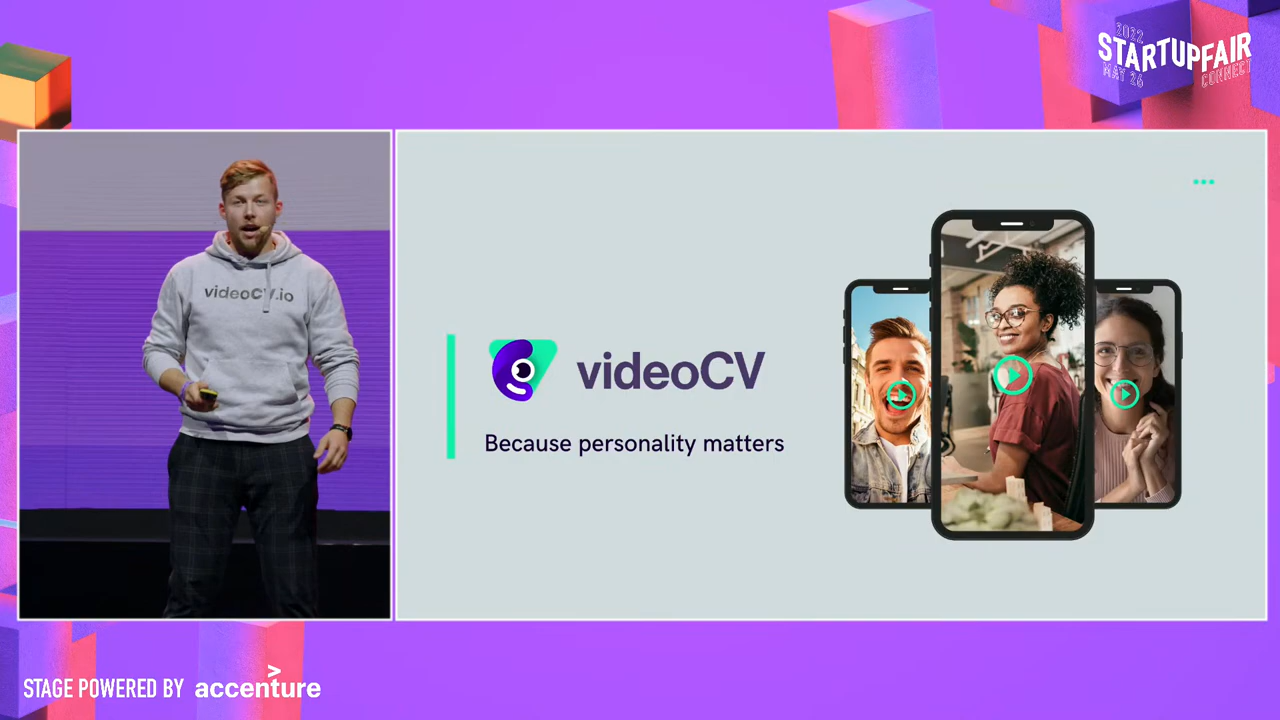 2022
STARTUPFAIR
MAY 26
CONNECT
videoCV.io
videoCV
Because personality matters
STAGE POWERED BY accenture